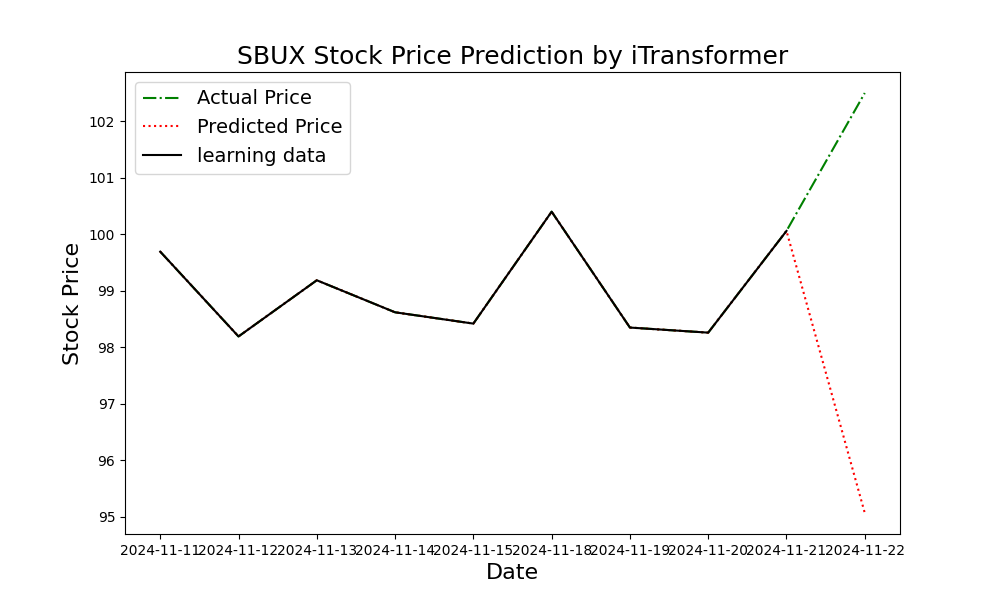 SBUX Stock Price Prediction by iTransformer
Actual Price
Predicted Price
learning data
102
101
100
99
98
97
96
95
Stock Price
2024-11-11 2024-11-12 2024-11-13 2024-11-14 2024-11-15 2024-11-18 2024-11-19 2024-11-20 2024-11-21 2024-11-22
Date